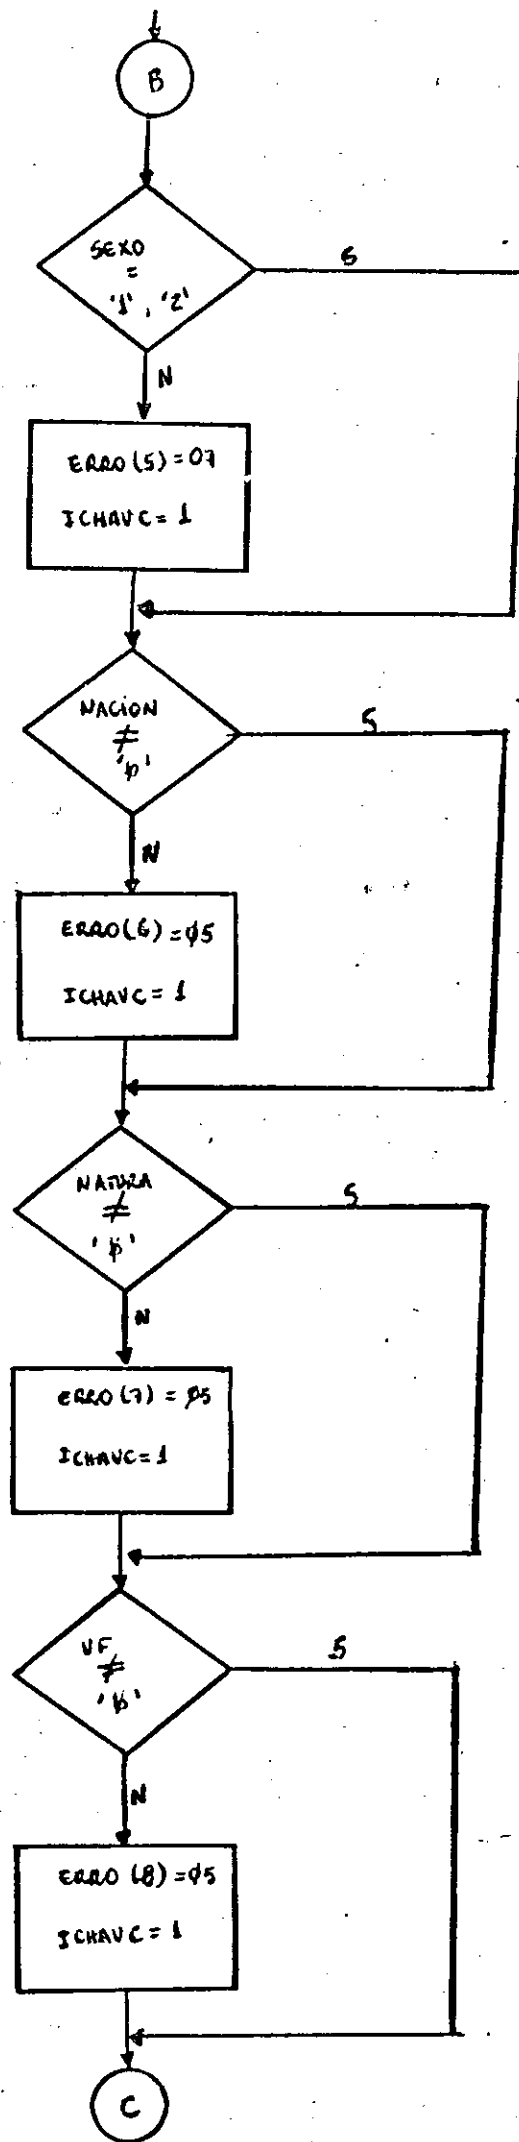 B
SEXO
=
'1', '2'
S
N
ERRO (5) = 07
ICHAVC = 1
NACION
≠
'ƀ'
S
N
ERRO (6) = ø5
ICHAVC = 1
NATURA
≠
'ƀ'
S
N
ERRO (7) = ø5
ICHAVC = 1
UF
≠
'ƀ'
S
N
ERRO (8) = ø5
ICHAVC = 1
C